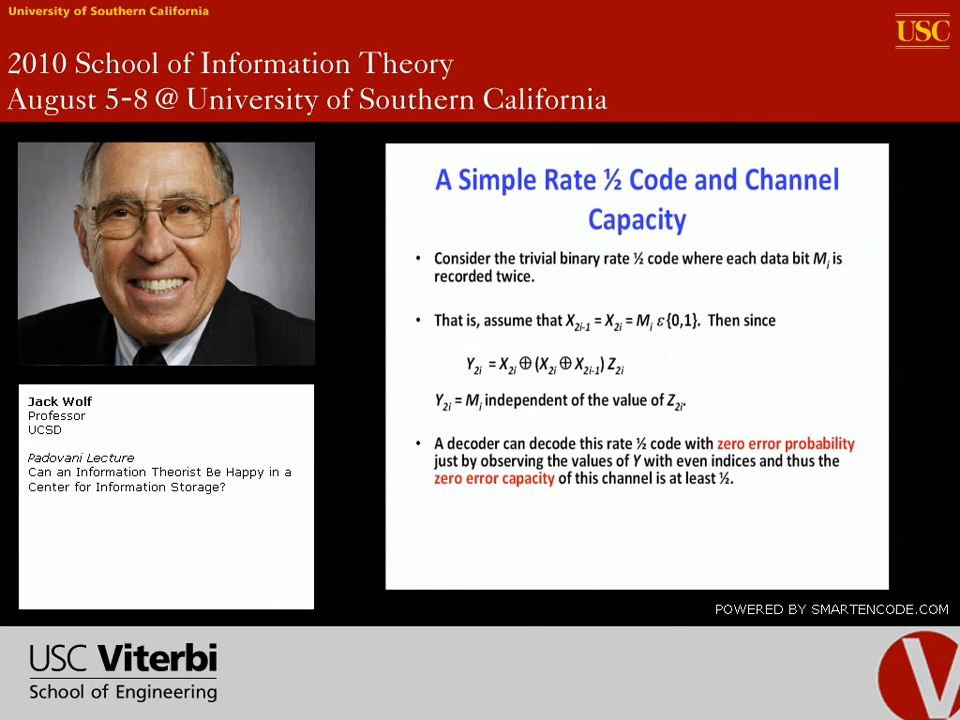 University of Southern California
USC
2010 School of Information Theory
August 5-8 @ University of Southern California
A Simple Rate ½ Code and Channel
Capacity
• Consider the trivial binary rate ½ code where each data bit Mᵢ is
recorded twice.
• That is, assume that X₂ᵢ₋₁ = X₂ᵢ = Mᵢ ε {0,1}. Then since
Y₂ᵢ = X₂ᵢ ⊕ (X₂ᵢ ⊕ X₂ᵢ₋₁) Z₂ᵢ
Y₂ᵢ = Mᵢ independent of the value of Z₂ᵢ.
• A decoder can decode this rate ½ code with zero error probability
just by observing the values of Y with even indices and thus the
zero error capacity of this channel is at least ½.
Jack Wolf
Professor
UCSD
Padovani Lecture
Can an Information Theorist Be Happy in a
Center for Information Storage?
POWERED BY SMARTENCODE.COM
USC Viterbi
School of Engineering
V